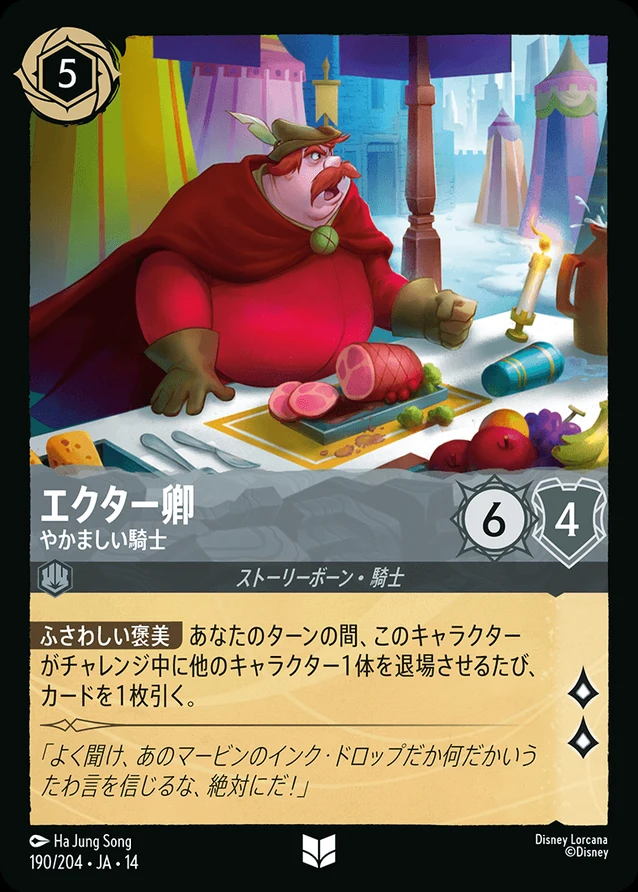 5
エクター卿
やかましい騎士
6
4
ストーリーボーン・騎士
ふさわしい褒美 あなたのターンの間、このキャラクター
がチャレンジ中に他のキャラクター1体を退場させるたび、
カードを1枚引く。
「よく聞け、あのマービンのインク・ドロップだか何だかいう
たわ言を信じるな、絶対にだ!」
Ha Jung Song
190/204・JA・14
Disney Lorcana
©Disney